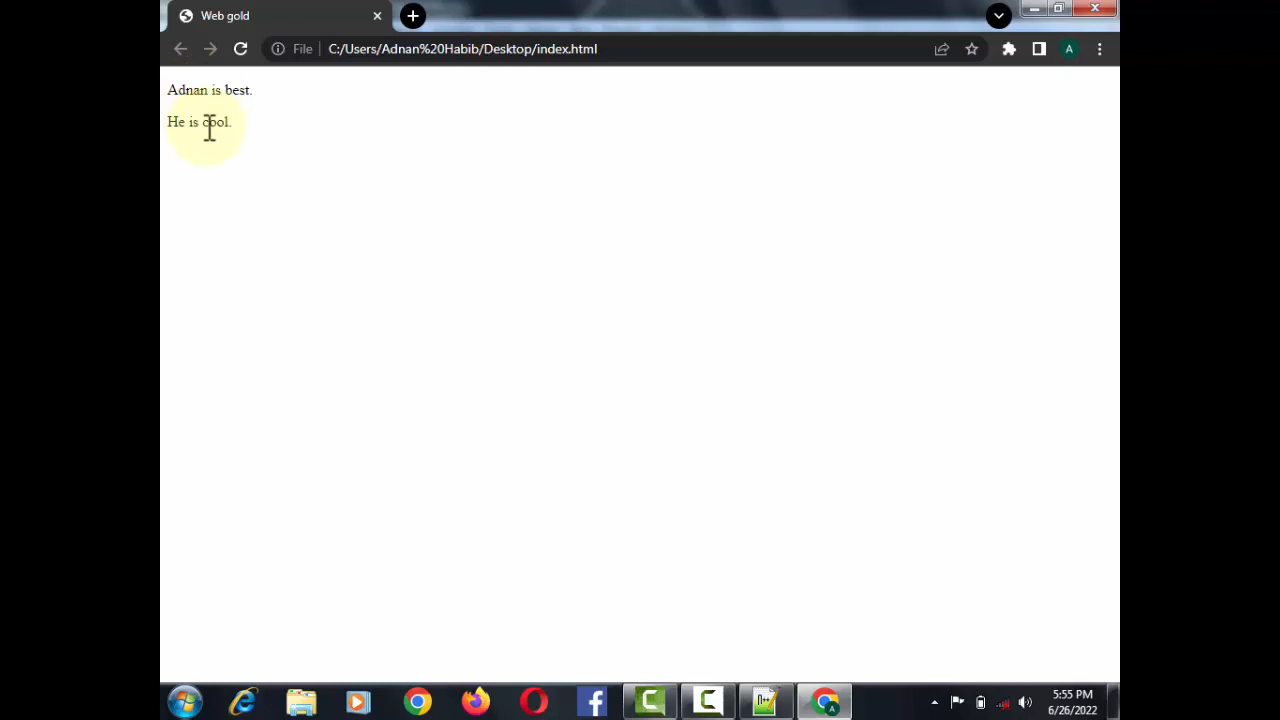 Web gold
File
C:/Users/Adnan%20Habib/Desktop/index.html
A
Adnan is best.
He is cool.
5:55 PM
6/26/2022